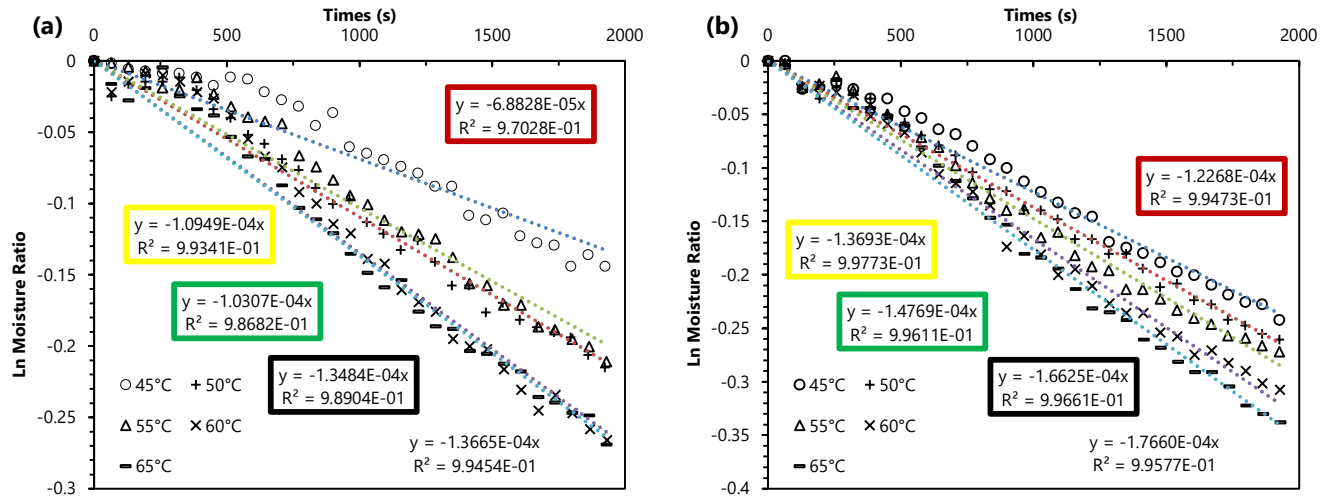 (a)
Times (s)
0 500 1000 1500 2000
0
-0.05
-0.1
-0.15
-0.2
-0.25
-0.3
Ln Moisture Ratio
y = -6.8828E-05x
R² = 9.7028E-01
y = -1.0949E-04x
R² = 9.9341E-01
y = -1.0307E-04x
R² = 9.8682E-01
y = -1.3484E-04x
R² = 9.8904E-01
y = -1.3665E-04x
R² = 9.9454E-01
45°C 50°C
55°C 60°C
65°C
(b)
Times (s)
0 500 1000 1500 2000
0
-0.05
-0.1
-0.15
-0.2
-0.25
-0.3
-0.35
-0.4
Ln Moisture Ratio
y = -1.2268E-04x
R² = 9.9473E-01
y = -1.3693E-04x
R² = 9.9773E-01
y = -1.4769E-04x
R² = 9.9611E-01
y = -1.6625E-04x
R² = 9.9661E-01
y = -1.7660E-04x
R² = 9.9577E-01
45°C 50°C
55°C 60°C
65°C